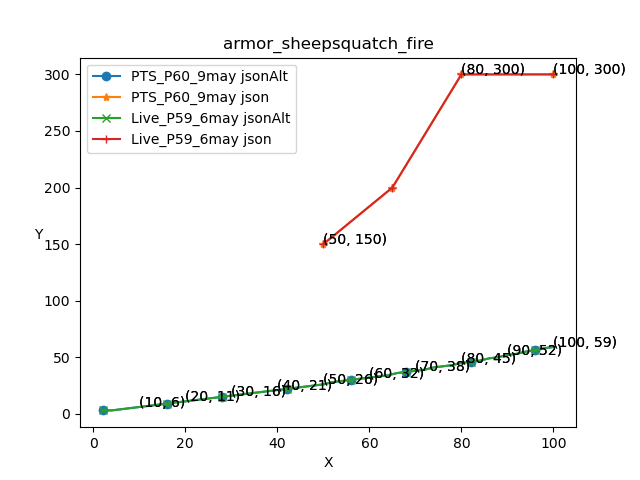 armor_sheepsquatch_fire
PTS_P60_9may jsonAlt
PTS_P60_9may json
Live_P59_6may jsonAlt
Live_P59_6may json
(80, 300)
(100, 300)
(50, 150)
(10, 6)
(20, 11)
(30, 16)
(40, 21)
(50, 26)
(60, 32)
(70, 38)
(80, 45)
(90, 52)
(100, 59)
300
250
200
150
100
50
0
Y
0 20 40 60 80 100
X